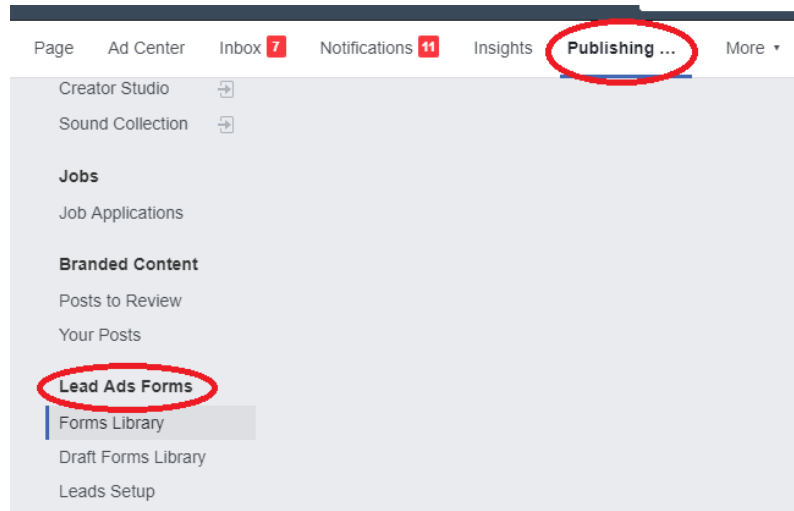 Page Ad Center Inbox 7 Notifications 11 Insights Publishing ... More
Creator Studio
Sound Collection
Jobs
Job Applications
Branded Content
Posts to Review
Your Posts
Lead Ads Forms
Forms Library
Draft Forms Library
Leads Setup